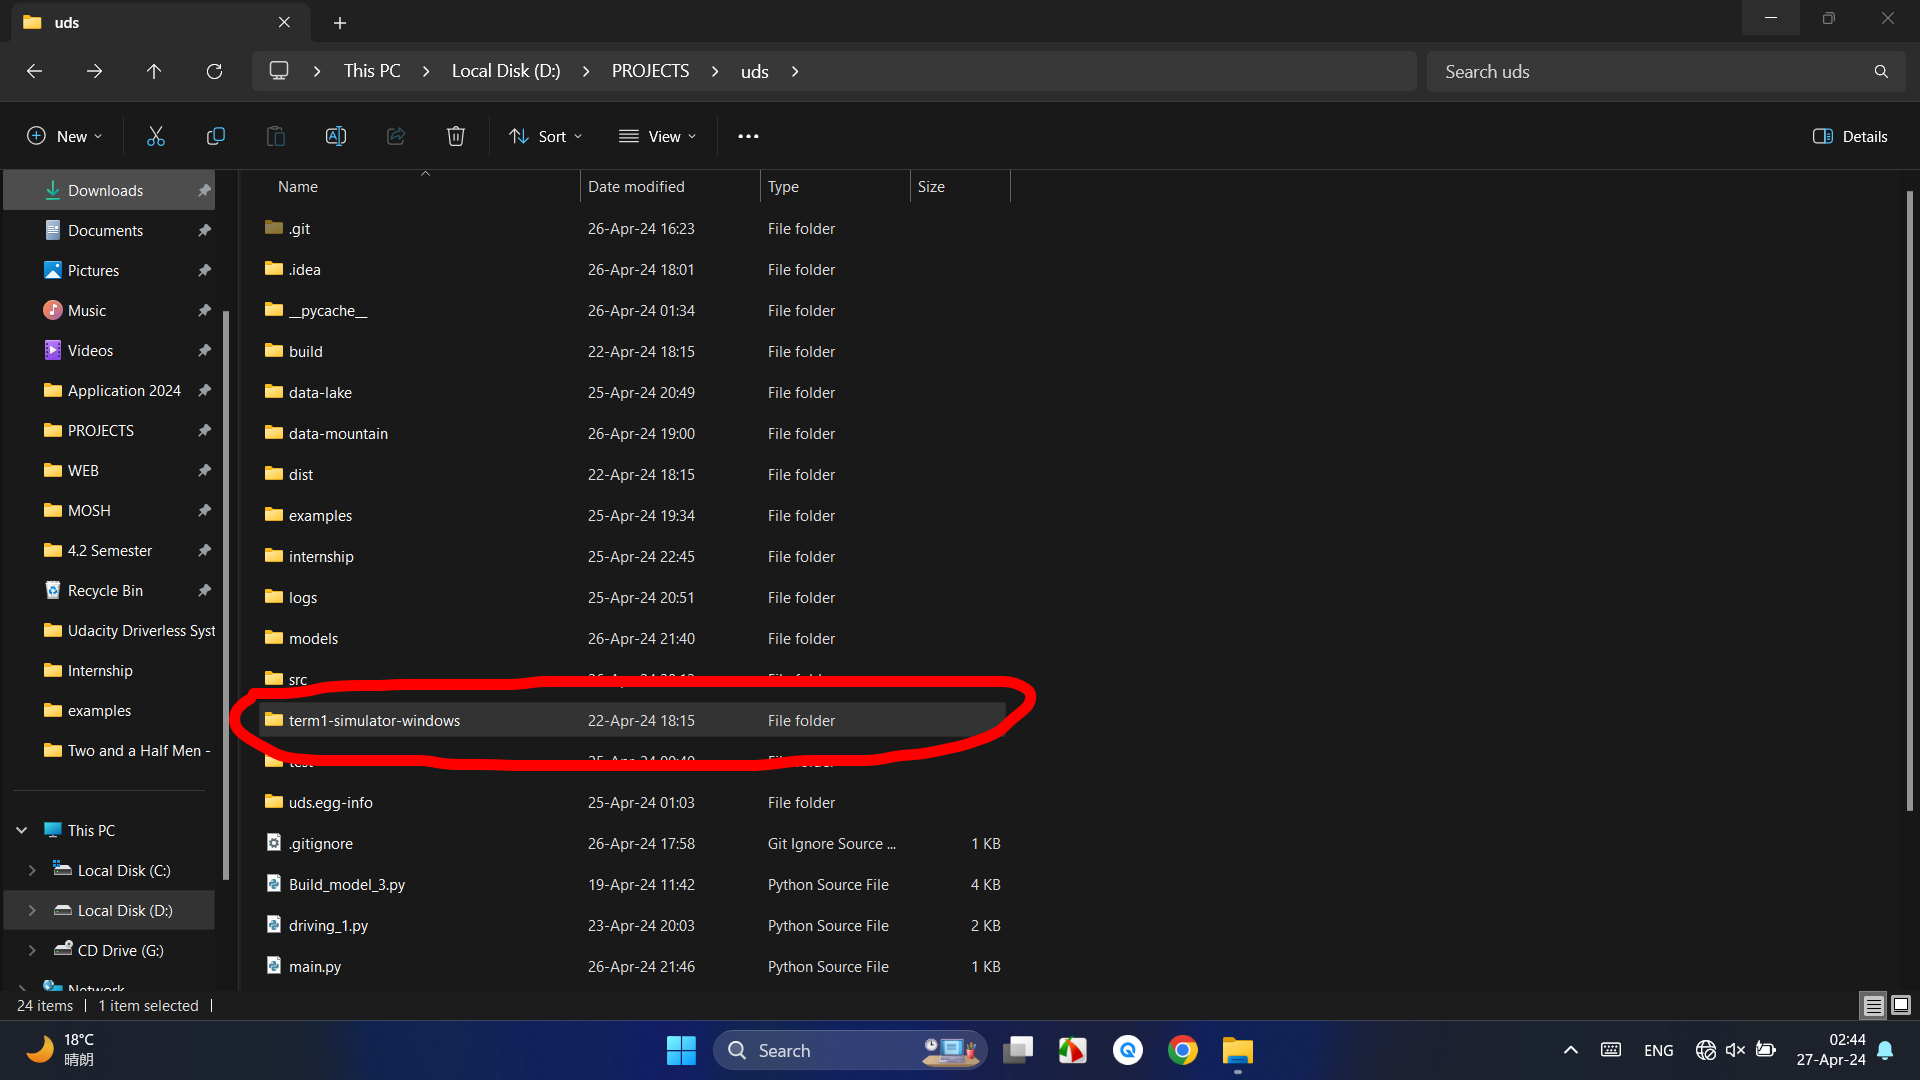 uds
This PC
Local Disk (D:)
PROJECTS
uds
Search uds
New
Sort
View
Details
Name
Date modified
Type
Size
Downloads
Documents
Pictures
Music
Videos
Application 2024
PROJECTS
WEB
MOSH
4.2 Semester
Recycle Bin
Udacity Driverless Syst
Internship
examples
Two and a Half Men -
This PC
Local Disk (C:)
Local Disk (D:)
CD Drive (G:)
Network
.git 26-Apr-24 16:23 File folder
.idea 26-Apr-24 18:01 File folder
__pycache__ 26-Apr-24 01:34 File folder
build 22-Apr-24 18:15 File folder
data-lake 25-Apr-24 20:49 File folder
data-mountain 26-Apr-24 19:00 File folder
dist 22-Apr-24 18:15 File folder
examples 25-Apr-24 19:34 File folder
internship 25-Apr-24 22:45 File folder
logs 25-Apr-24 20:51 File folder
models 26-Apr-24 21:40 File folder
src
term1-simulator-windows 22-Apr-24 18:15 File folder
test
uds.egg-info 25-Apr-24 01:03 File folder
.gitignore 26-Apr-24 17:58 Git Ignore Source ... 1 KB
Build_model_3.py 19-Apr-24 11:42 Python Source File 4 KB
driving_1.py 23-Apr-24 20:03 Python Source File 2 KB
main.py 26-Apr-24 21:46 Python Source File 1 KB
24 items
1 item selected
18°C
晴朗
Search
ENG
02:44
27-Apr-24